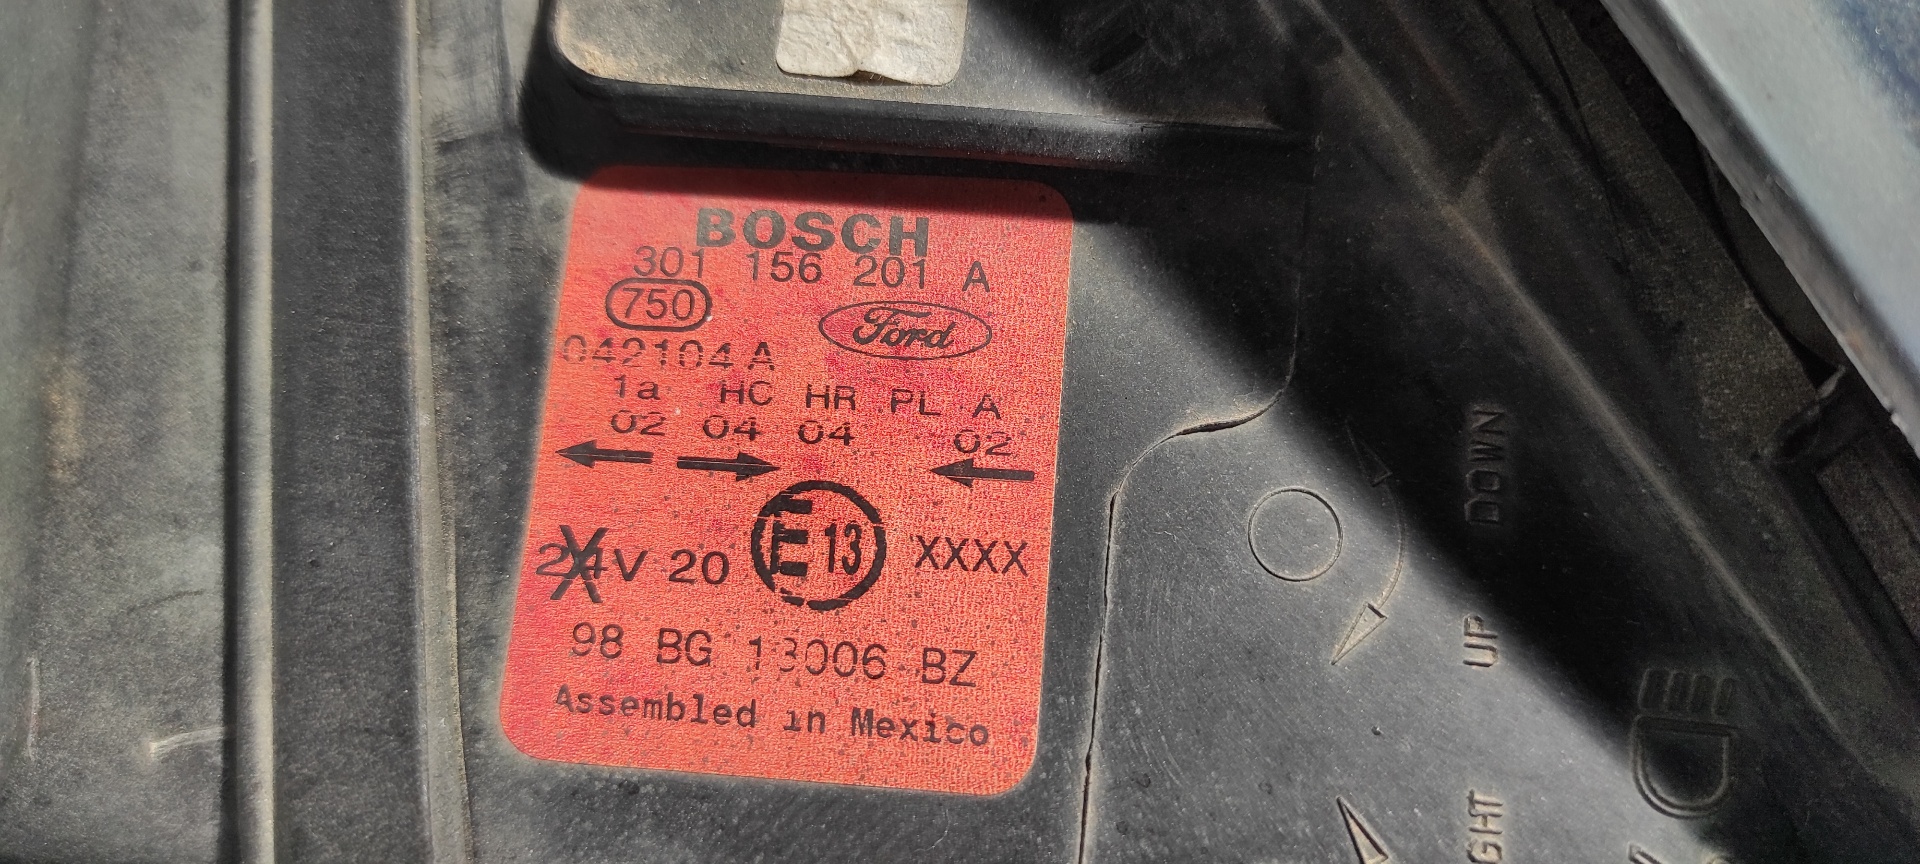 BOSCH
301 156 201 A
750
Ford
042104 A
1a HC HR PL A
02 04 04 02
24V 20 E 13 XXXX
98 BG 13006 BZ
Assembled in Mexico
DOWN
UP